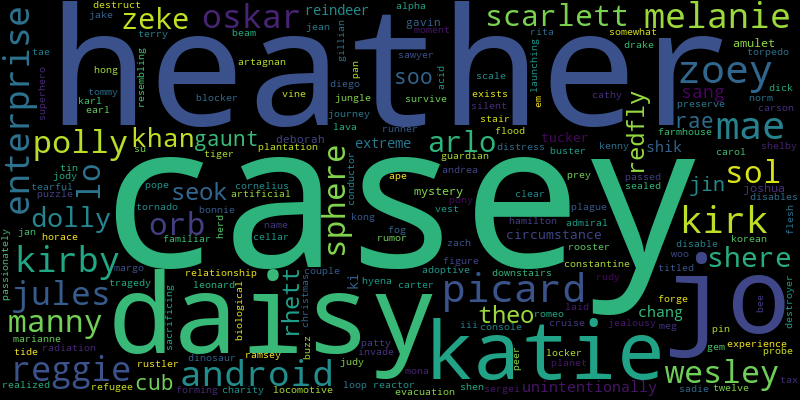 heather
casey
daisy
jo
katie
picard
android
enterprise
zeke
oskar
scarlett
melanie
zoey
mae
rae
sang
soo
polly
khan
gaunt
arlo
redfly
shik
tucker
lo
seok
orb
sphere
jin
sol
dolly
kirk
kirby
shere
jules
manny
reggie
cub
rhett
ki
theo
chang
wesley
unintentionally
destruct
jake
terry
beam
reindeer
jean
gillian
alpha
gavin
sawyer
moment
rita
somewhat
drake
launching
amulet
torpedo
tae
superhero
hong
tommy
karl
earl
blocker
resembling
artagnan
vine
diego
jungle
pan
journey
lava
runner
acid
scale
exists
survive
silent
stair
flood
em
cathy
dick
preserve
norm
carson
farmhouse
shelby
carol
kenny
buster
distress
extreme
deborah
plantation
tiger
su
tin
jody
tearful
puzzle
pope
cornelius
artificial
tornado
bonnie
name
familiar
cellar
herd
conductor
kong
fog
rumor
ape
guardian
andrea
mystery
vest
pony
prey
clear
plague
hamilton
admiral
circumstance
passed
sealed
joshua
disables
flesh
korean
rooster
constantine
disable
woo
titled
rudy
downstairs
figure
zach
adoptive
hyena
carter
couple
christmas
relationship
leonard
biological
tragedy
margo
horace
jan
passionately
marianne
tide
radiation
realized
refugee
rustler
forming
charity
dinosaur
ramsey
sacrificing
locomotive
buzz
judy
loop
reactor
patty
invade
mona
evacuation
shen
sergei
iii
console
peer
cruise
romeo
laid
locker
planet
jealousy
meg
forge
pin
gem
sadie
twelve
experience
probe
tax
bee
destroyer